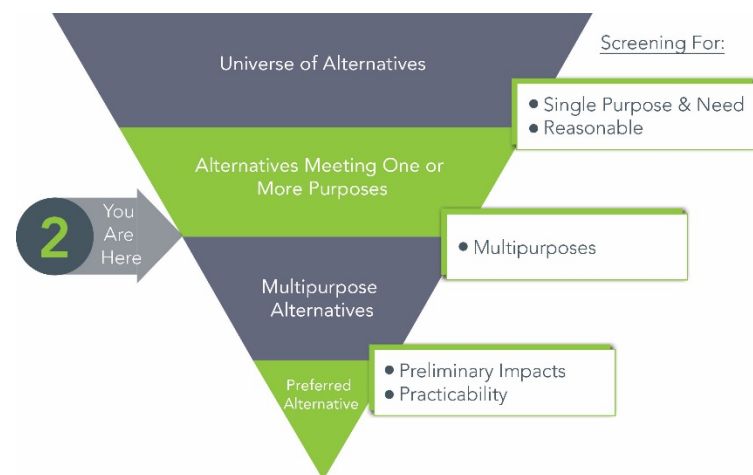 Universe of Alternatives
Screening For:
• Single Purpose & Need
• Reasonable
Alternatives Meeting One or
More Purposes
2
You
Are
Here
• Multipurposes
Multipurpose
Alternatives
• Preliminary Impacts
• Practicability
Preferred
Alternative